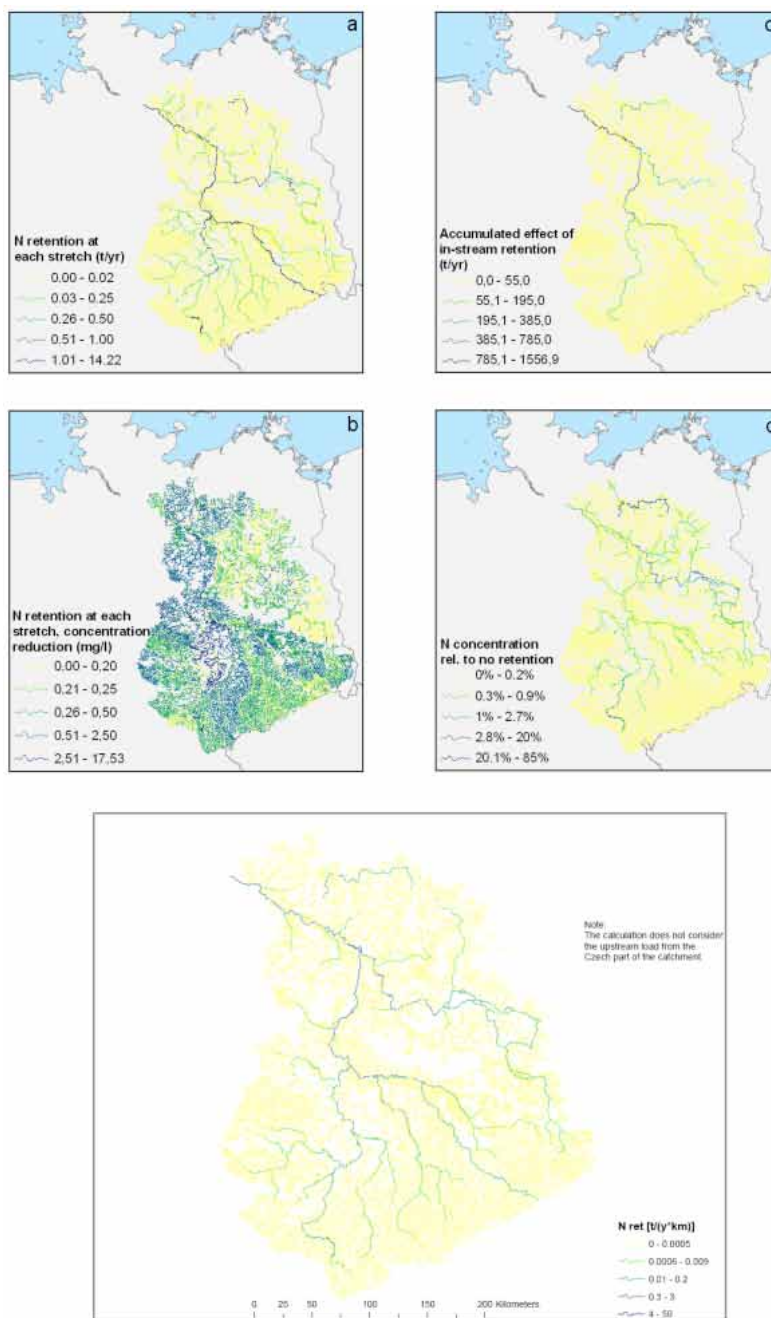 a
N retention at
each stretch (t/yr)
0.00 - 0.02
0.03 - 0.25
0.26 - 0.50
0.51 - 1.00
1.01 - 14.22
c
Accumulated effect of
in-stream retention
(t/yr)
0,0 - 55,0
55,1 - 195,0
195,1 - 385,0
385,1 - 785,0
785,1 - 1556,9
b
N retention at each
stretch, concentration
reduction (mg/l)
0.00 - 0,20
0,21 - 0,25
0,26 - 0,50
0,51 - 2,50
2,51 - 17,53
d
N concentration
rel. to no retention
0% - 0.2%
0.3% - 0.9%
1% - 2.7%
2.8% - 20%
20.1% - 85%
Note:
The calculation does not consider
the upstream load from the
Czech part of the catchment
N ret [t/(y*km)]
0 - 0.0005
0.0006 - 0.009
0.01 - 0.2
0.3 - 3
4 - 50
0 25 50 100 150 200 Kilometers